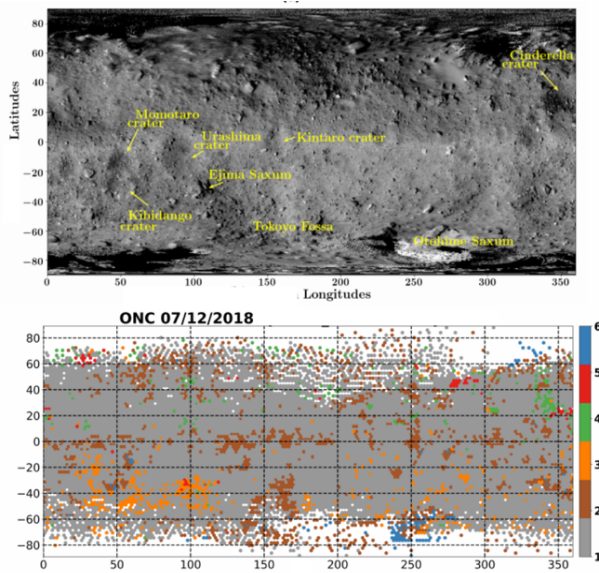 80
60
40
20
0
−20
−40
−60
−80
Latitudes
Cinderella
crater
Momotaro
crater
Urashima
crater
Kintaro crater
Ejima Saxum
Kibidango
crater
Tokoyo Fossa
Otohime Saxum
0 50 100 150 200 250 300 350
Longitudes
ONC 07/12/2018
80
60
40
20
0
−20
−40
−60
−80
0 50 100 150 200 250 300 350
6
5
4
3
2
1